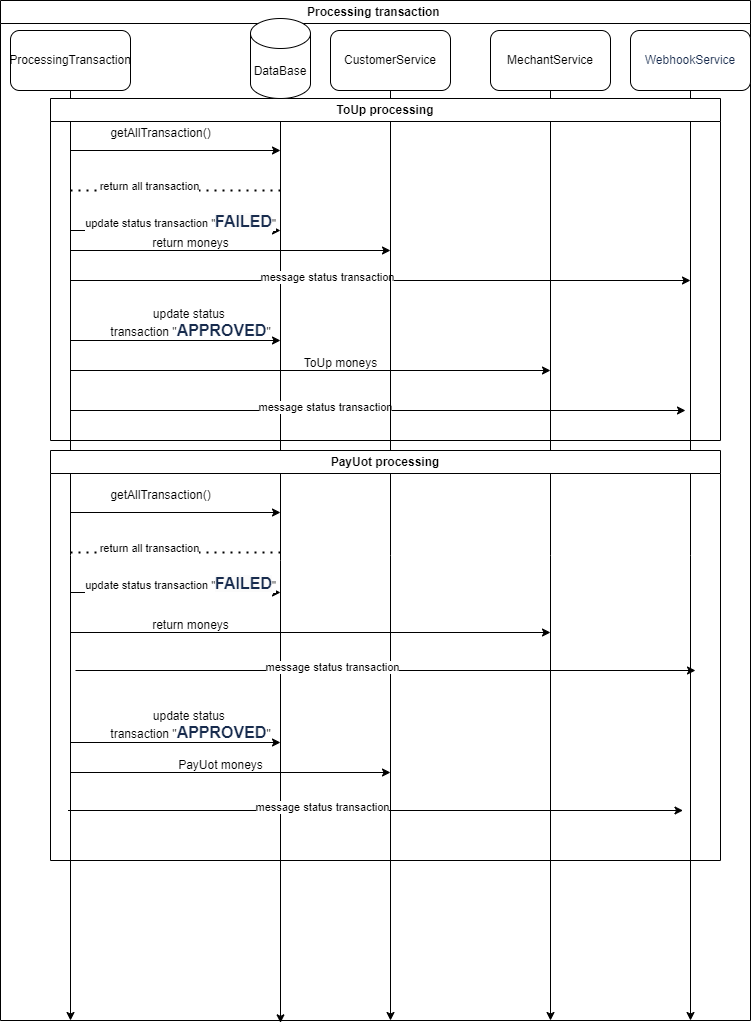 Processing transaction
ProcessingTransaction
DataBase
CustomerService
MechantService
WebhookService
ToUp processing
getAllTransaction()
return all transaction
update status transaction "FAILED"
return moneys
message status transaction
update status
transaction "APPROVED"
ToUp moneys
message status transaction
PayUot processing
getAllTransaction()
return all transaction
update status transaction "FAILED"
return moneys
message status transaction
update status
transaction "APPROVED"
PayUot moneys
message status transaction